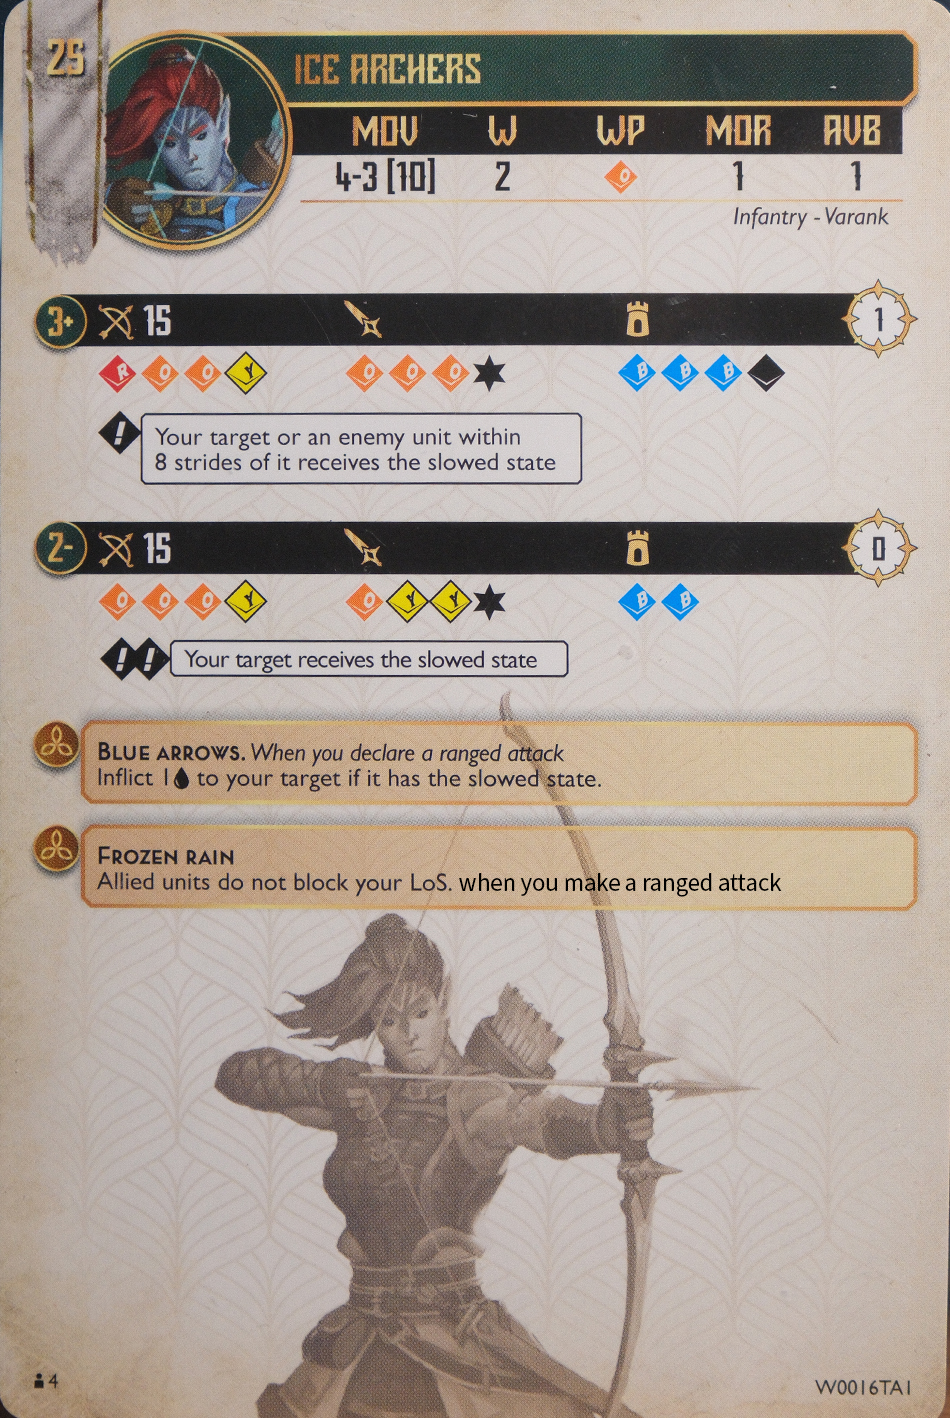 25
ICE ARCHERS
MOV W WP MOR AVB
4-3 [10] 2 O 1 1
Infantry - Varank
3+ 15 1
R O O Y O O O B B B
! Your target or an enemy unit within
8 strides of it receives the slowed state
2- 15 0
O O O Y O Y Y B B
!! Your target receives the slowed state
BLUE ARROWS. When you declare a ranged attack
Inflict 1 to your target if it has the slowed state.
FROZEN RAIN
Allied units do not block your LoS. when you make a ranged attack
4
W0016TA1